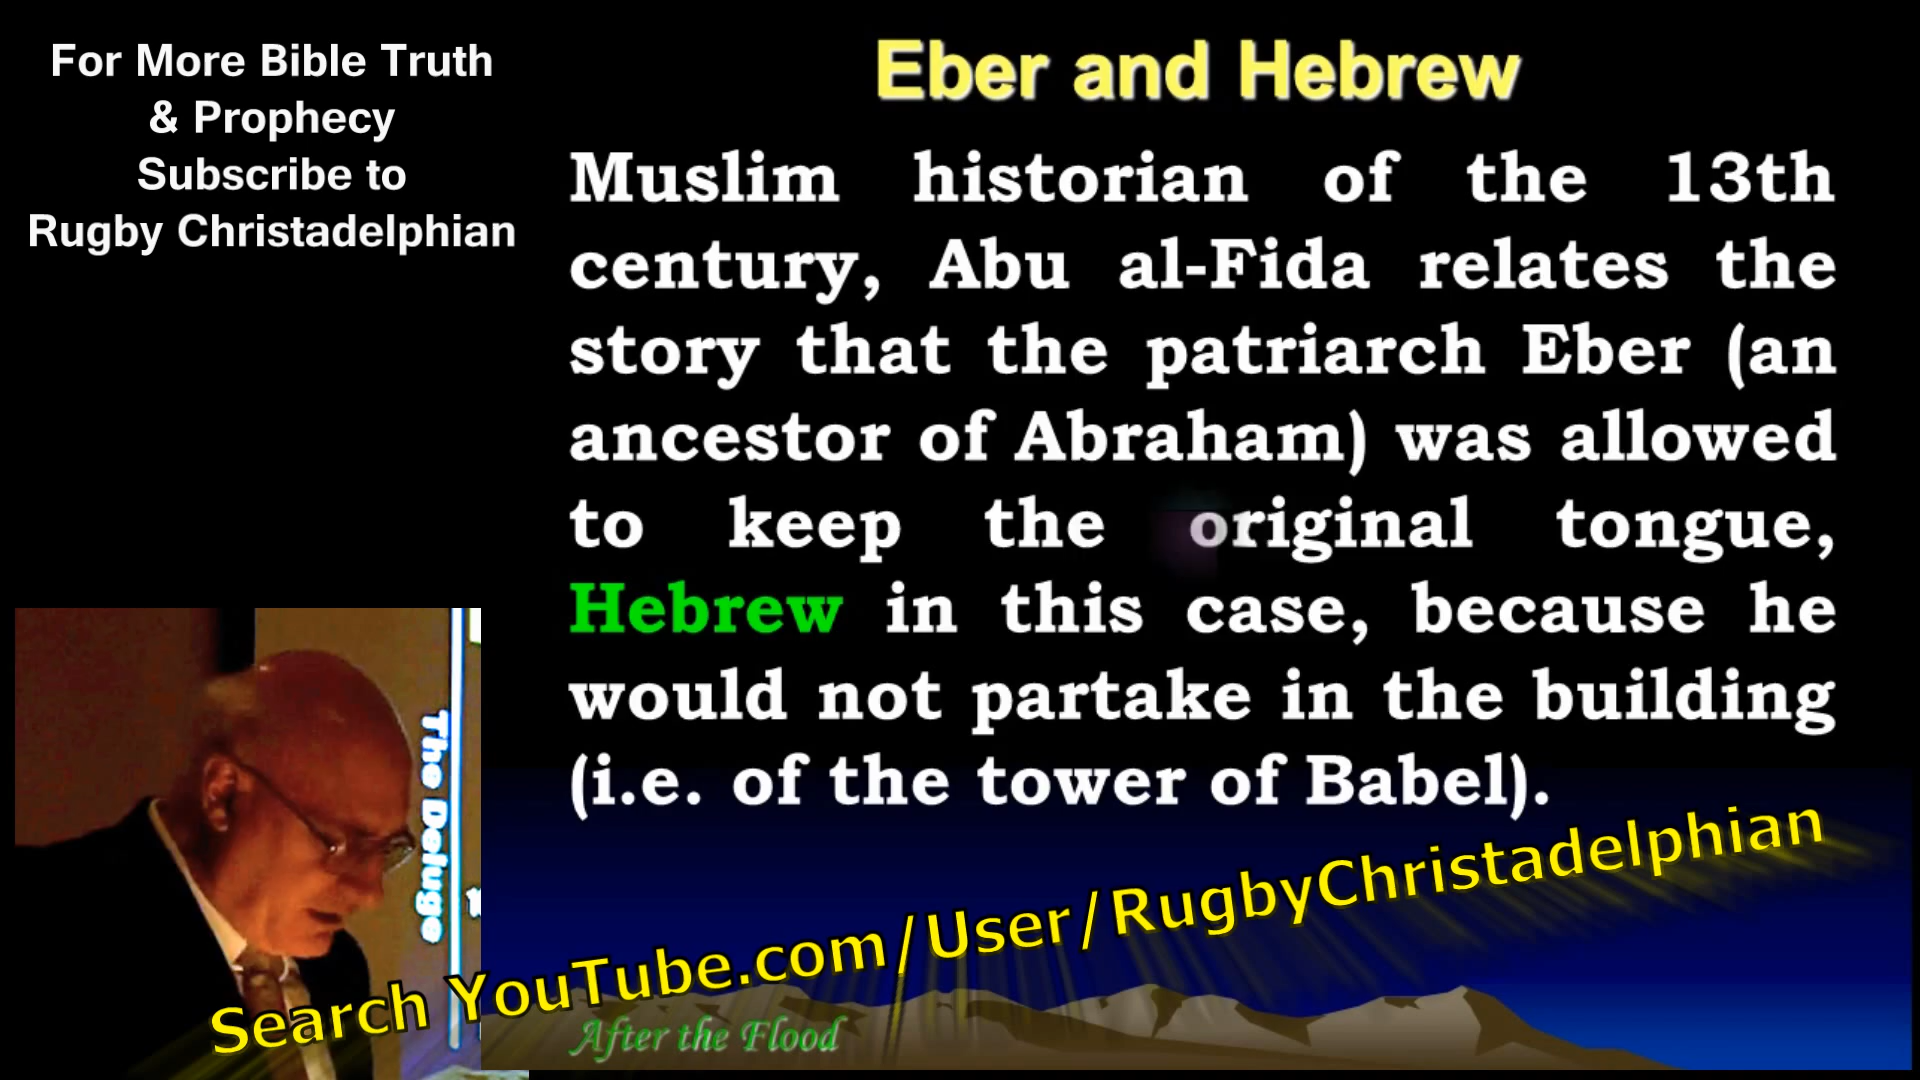 For More Bible Truth
& Prophecy
Subscribe to
Rugby Christadelphian
Eber and Hebrew
Muslim historian of the 13th
century, Abu al-Fida relates the
story that the patriarch Eber (an
ancestor of Abraham) was allowed
to keep the original tongue,
Hebrew in this case, because he
would not partake in the building
(i.e. of the tower of Babel).
The Deluge
Search YouTube.com/User/RugbyChristadelphian
After the Flood